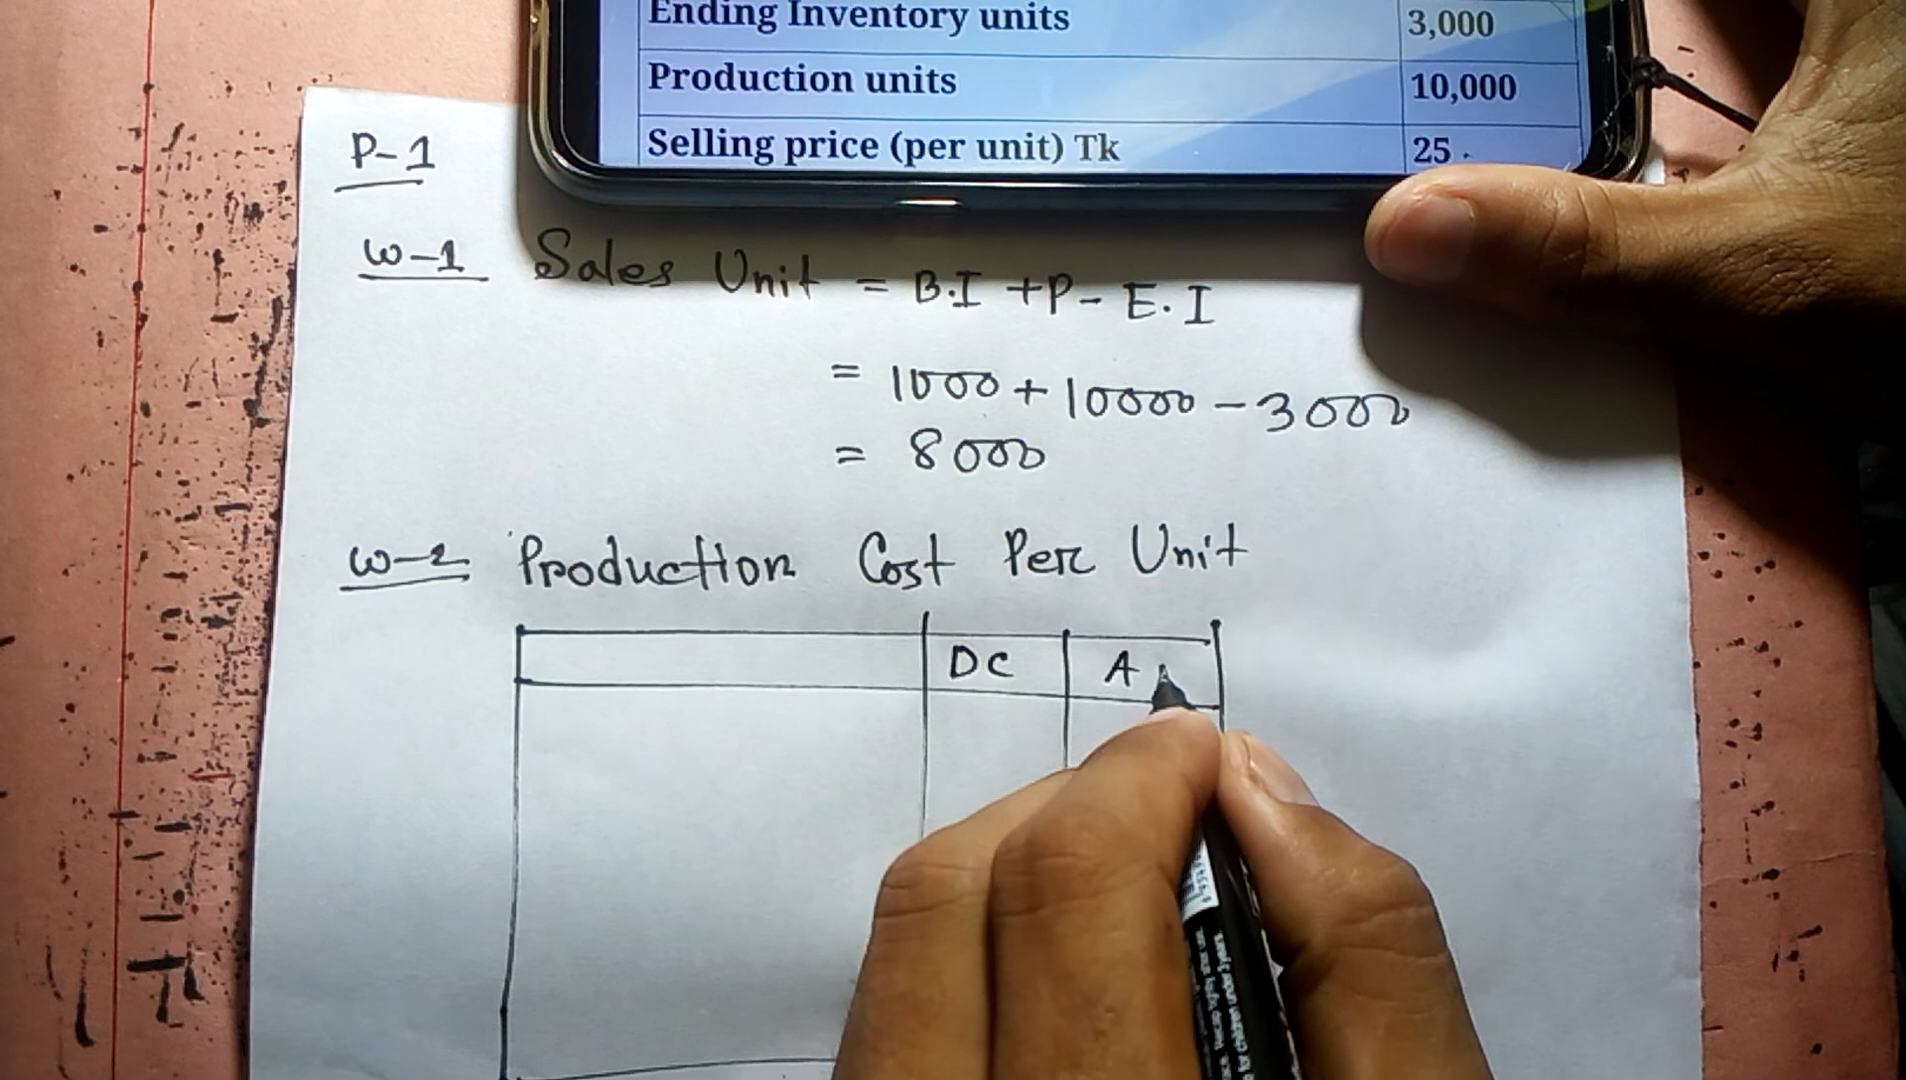 Ending Inventory units 3,000
Production units 10,000
Selling price (per unit) Tk 25
P-1
W-1 Sales Unit = B.I + P - E.I
= 1000 + 10000 - 3000
= 8000
W-2 Production Cost Per Unit
DC A